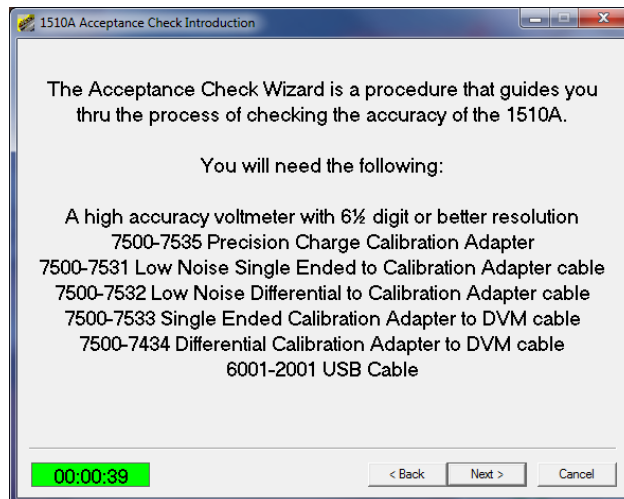 1510A Acceptance Check Introduction
The Acceptance Check Wizard is a procedure that guides you
thru the process of checking the accuracy of the 1510A.
You will need the following:
A high accuracy voltmeter with 6½ digit or better resolution
7500-7535 Precision Charge Calibration Adapter
7500-7531 Low Noise Single Ended to Calibration Adapter cable
7500-7532 Low Noise Differential to Calibration Adapter cable
7500-7533 Single Ended Calibration Adapter to DVM cable
7500-7434 Differential Calibration Adapter to DVM cable
6001-2001 USB Cable
00:00:39 < Back Next > Cancel